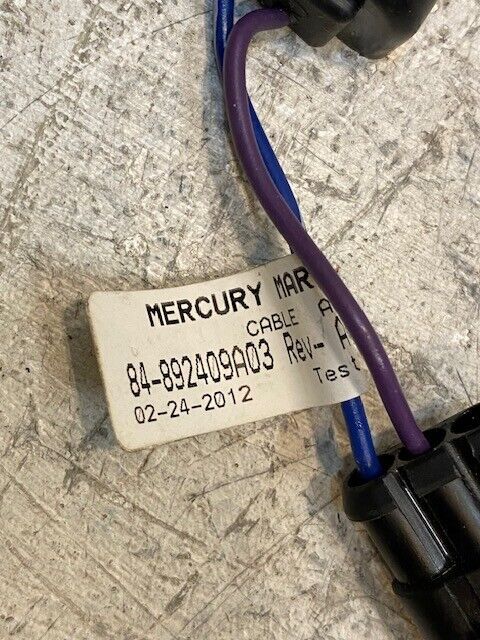 MERCURY MAR
CABLE A
84-892409A03 Rev- A
02-24-2012 Test